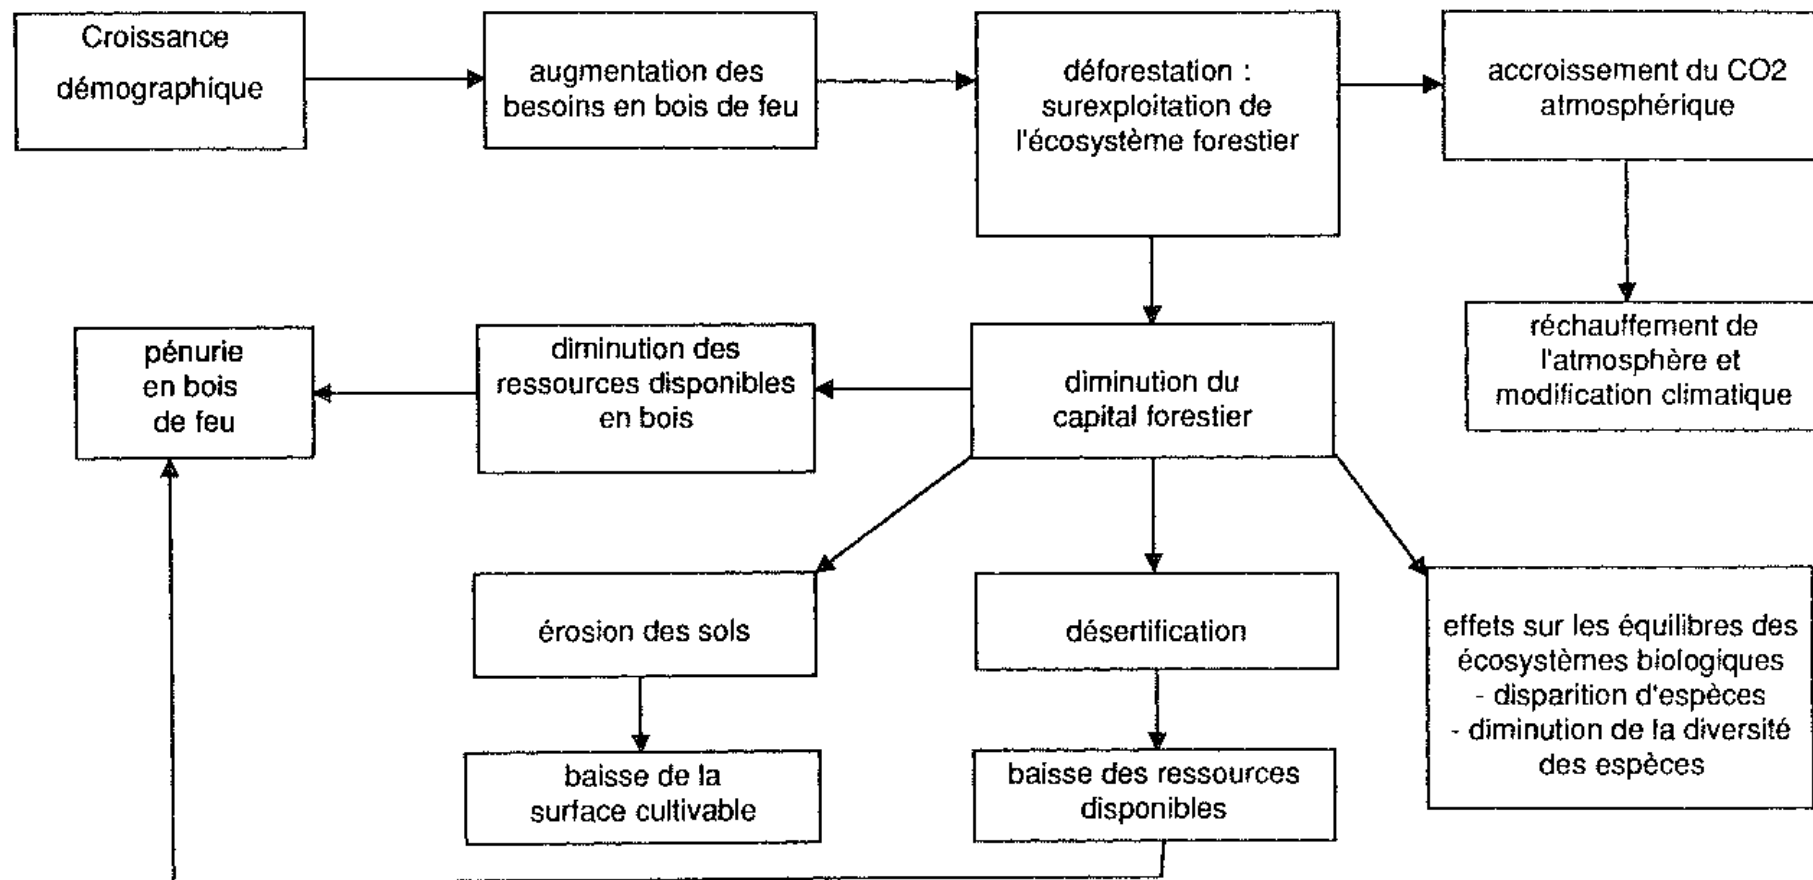 Croissance
démographique
augmentation des
besoins en bois de feu
déforestation :
surexploitation de
l'écosystème forestier
accroissement du CO2
atmosphérique
pénurie
en bois
de feu
diminution des
ressources disponibles
en bois
diminution du
capital forestier
réchauffement de
l'atmosphère et
modification climatique
érosion des sols
désertification
effets sur les équilibres des
écosystèmes biologiques
- disparition d'espèces
- diminution de la diversité
des espèces
baisse de la
surface cultivable
baisse des ressources
disponibles